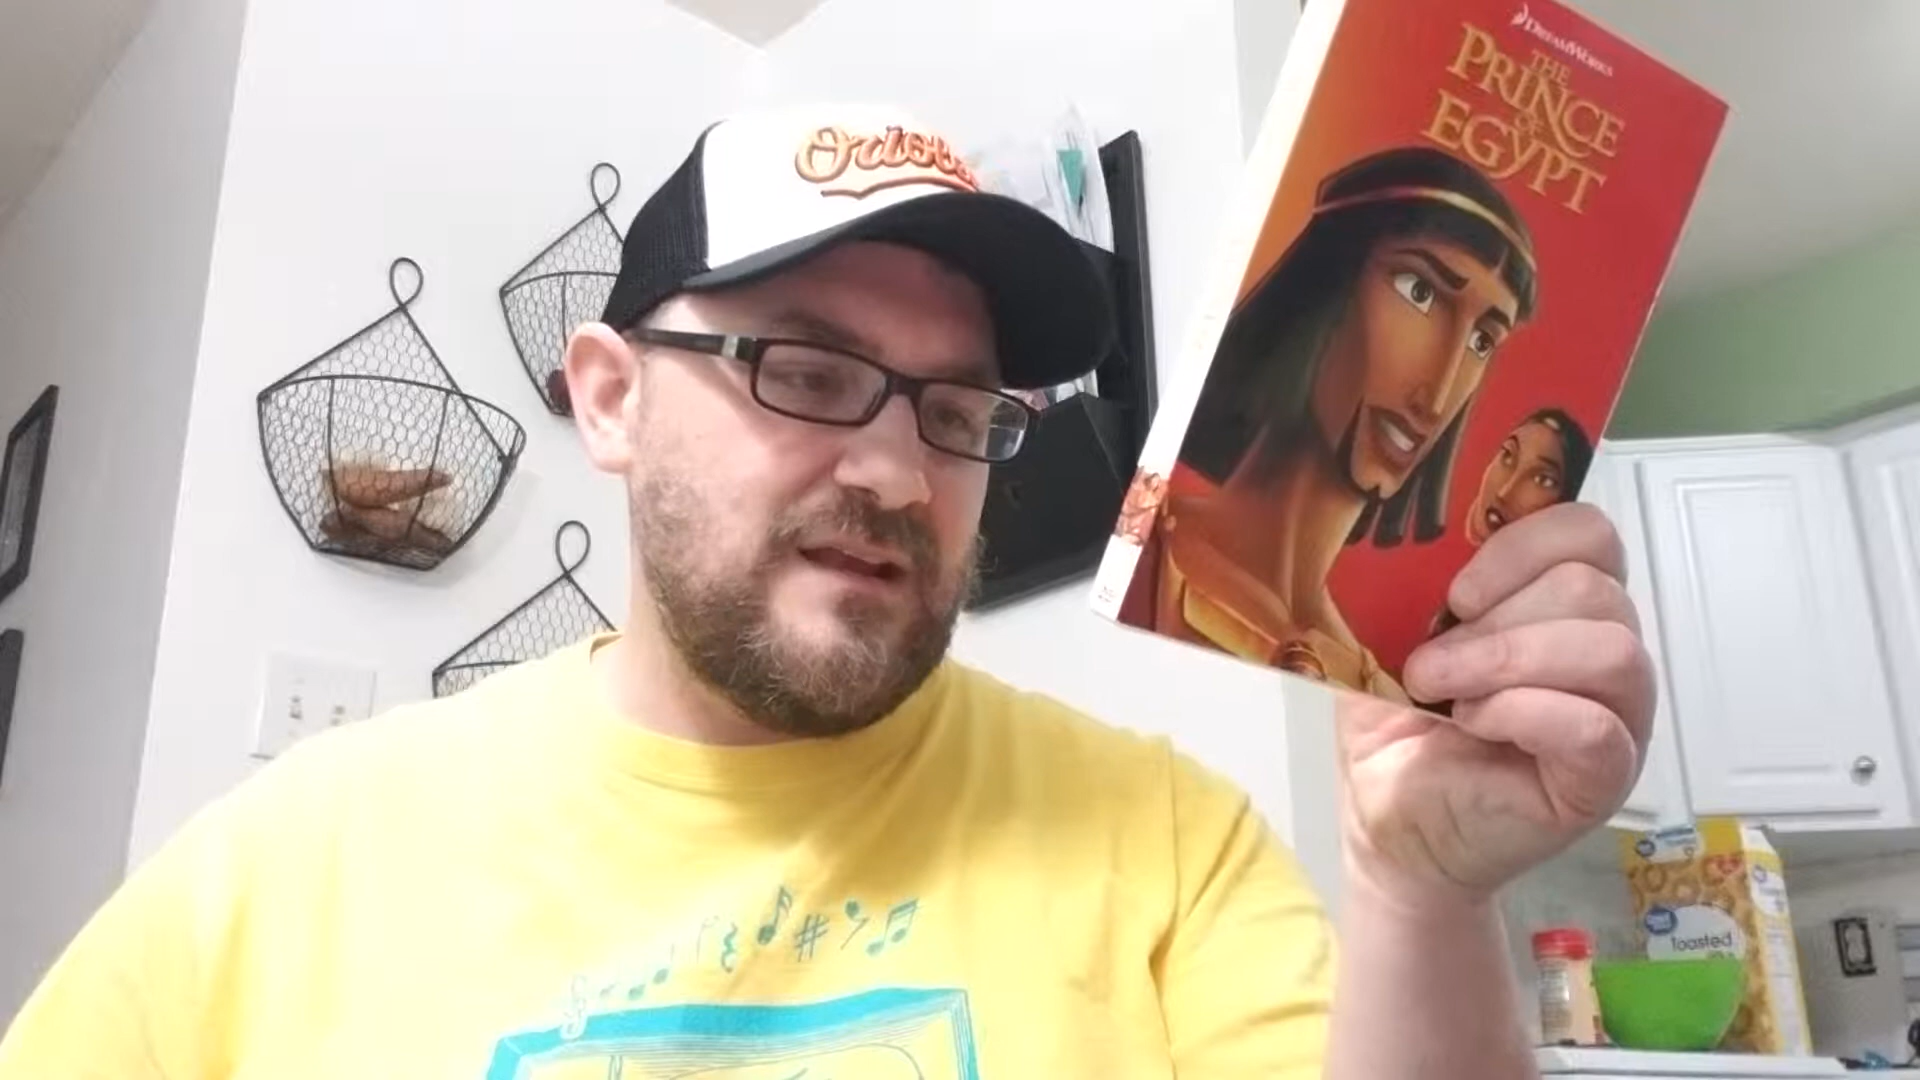 Orioles
DREAMWORKS
THE
PRINCE
OF
EGYPT
Toasted